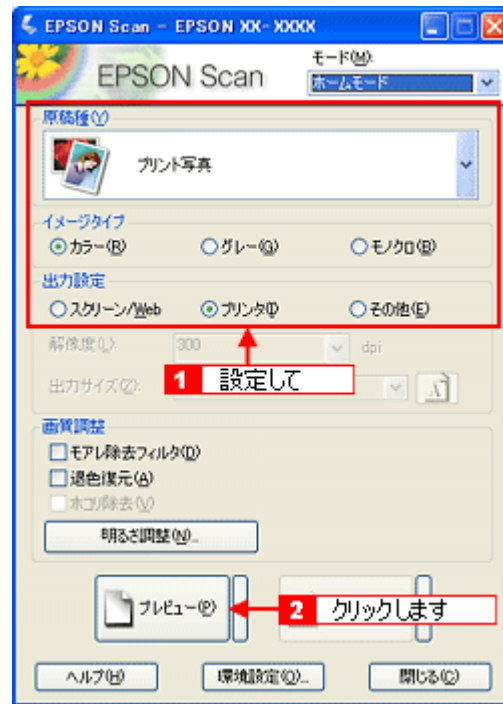 EPSON Scan - EPSON XX-XXXX
EPSON Scan
モード(M):
ホームモード
原稿種(Y)
プリント写真
イメージタイプ
カラー(R)
グレー(G)
モノクロ(B)
出力設定
スクリーン/Web
プリンタ(I)
その他(E)
解像度(L):
300
dpi
1 設定して
出力サイズ(Z):
画質調整
モアレ除去フィルタ(D)
退色復元(A)
ホコリ除去(V)
明るさ調整(N)...
プレビュー(P)
2 クリックします
ヘルプ(H)
環境設定(O)...
閉じる(C)